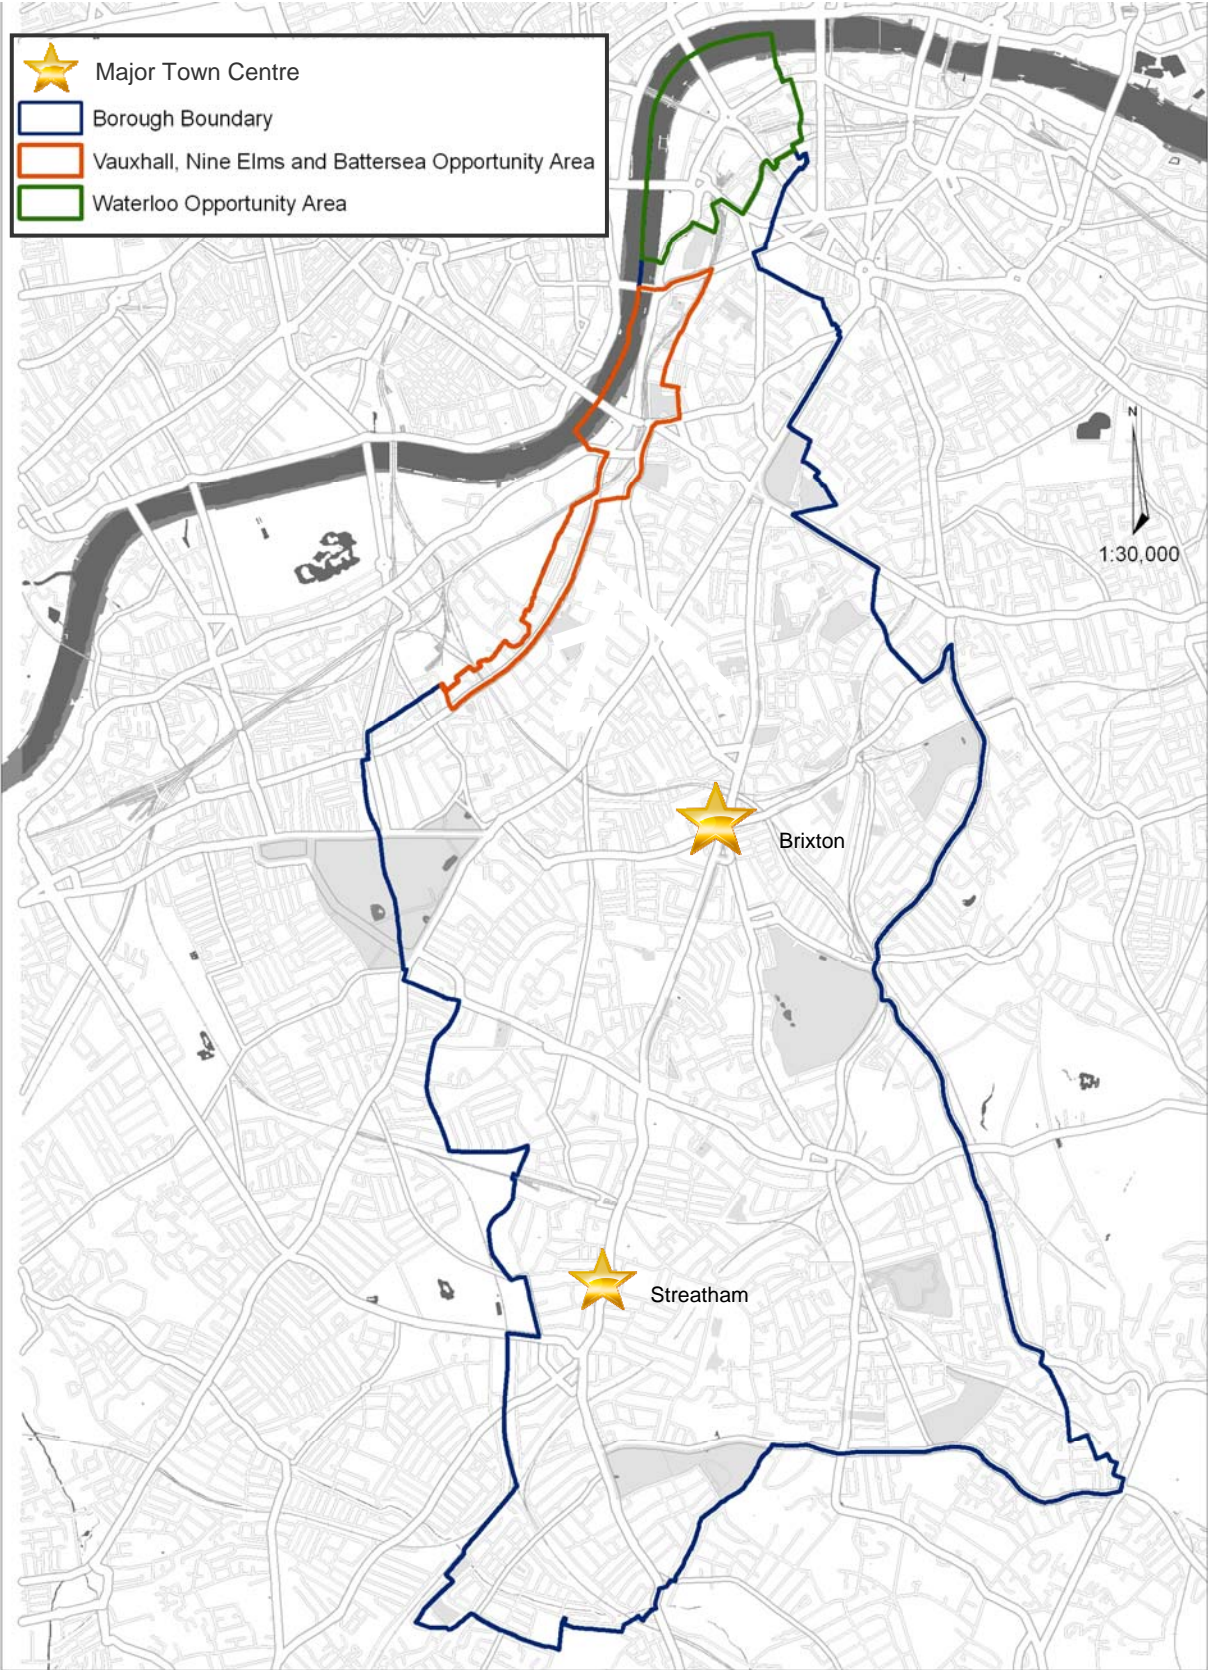 Major Town Centre
Borough Boundary
Vauxhall, Nine Elms and Battersea Opportunity Area
Waterloo Opportunity Area
N
1:30,000
Brixton
Streatham